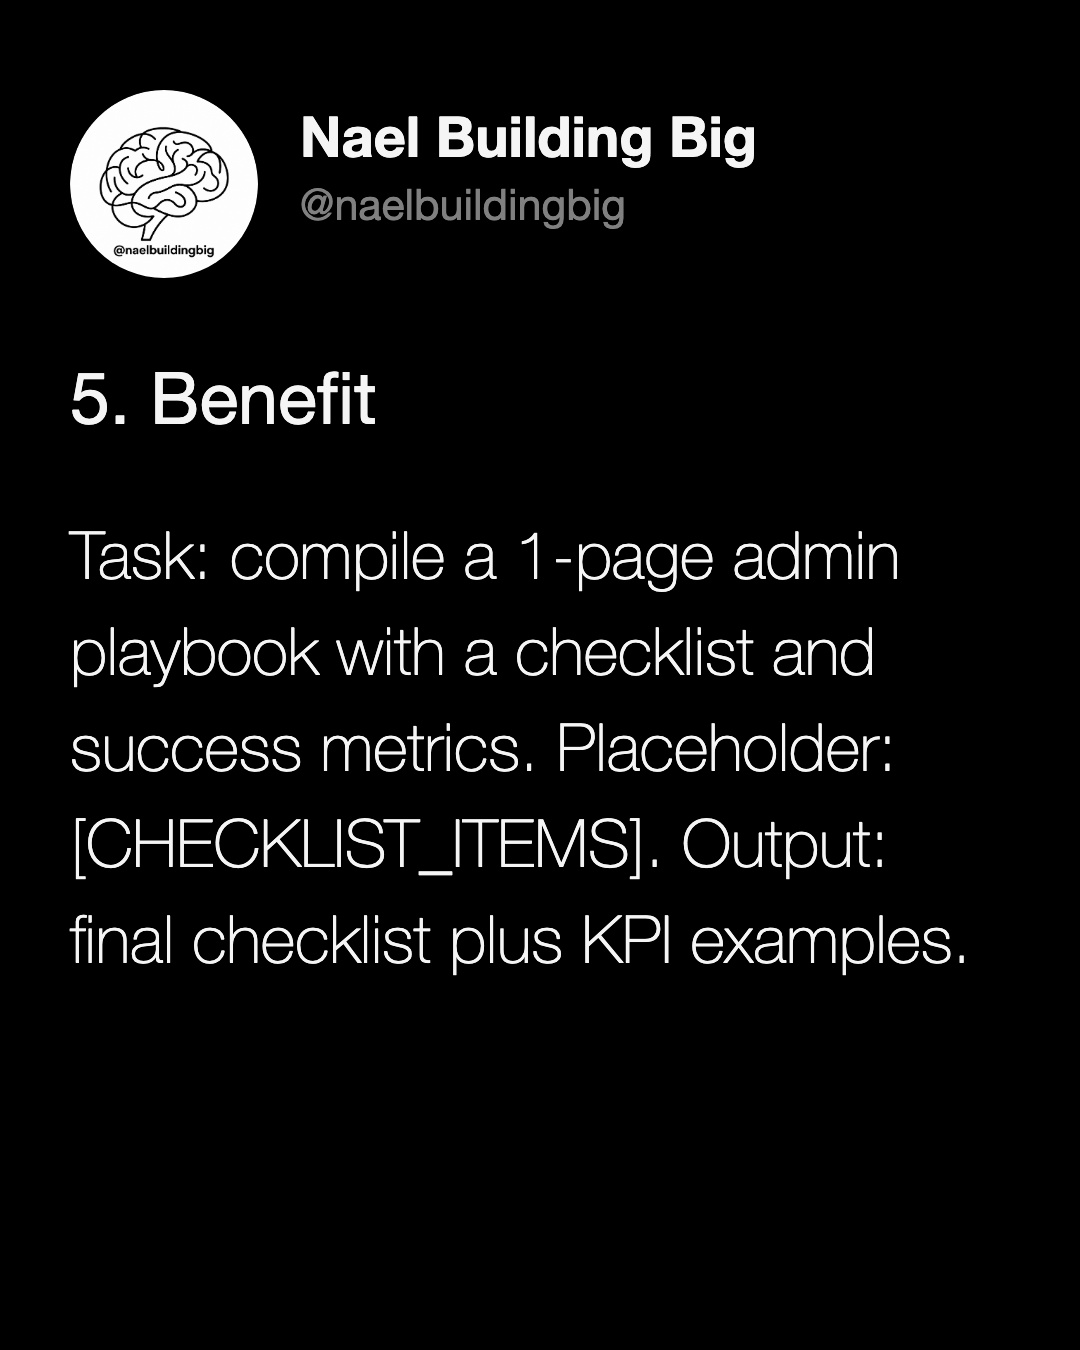 Nael Building Big
@naelbuildingbig
@naelbuildingbig
5. Benefit
Task: compile a 1-page admin
playbook with a checklist and
success metrics. Placeholder:
[CHECKLIST_ITEMS]. Output:
final checklist plus KPI examples.